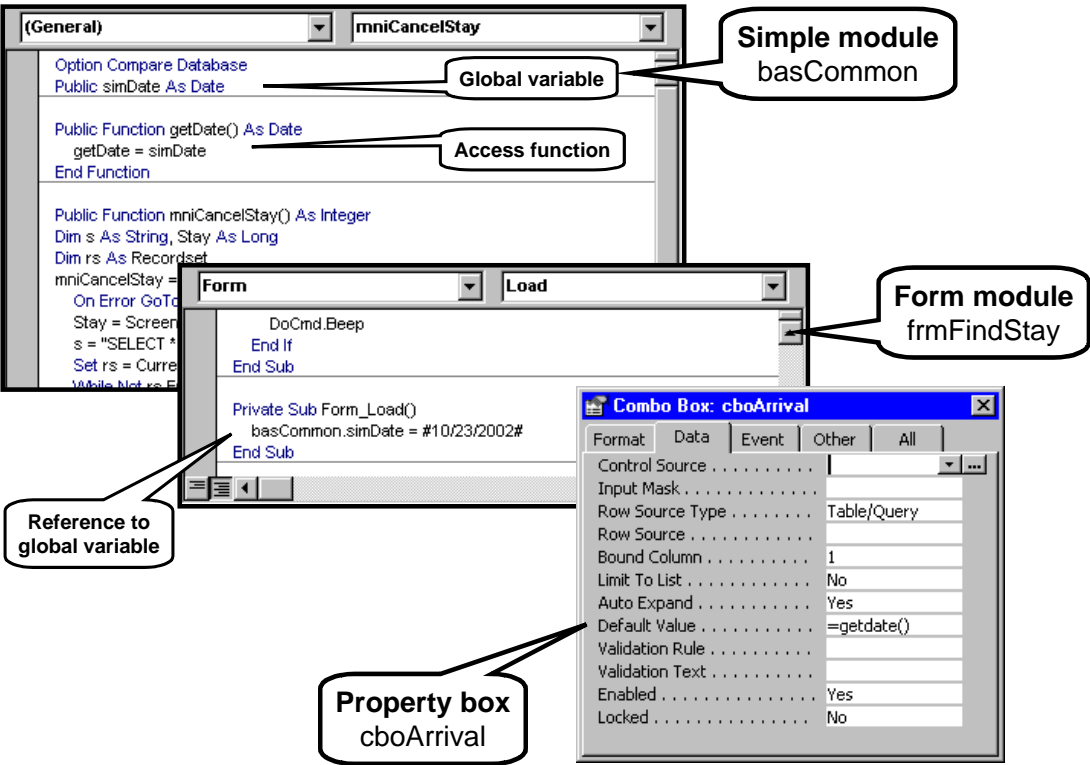 (General)
mniCancelStay
Simple module
basCommon
Option Compare Database
Public simDate As Date
Global variable
Public Function getDate() As Date
getDate = simDate
End Function
Access function
Public Function mniCancelStay() As Integer
Dim s As String, Stay As Long
Dim rs As Recordset
mniCancelStay =
On Error GoTo
Stay = Screen
s = "SELECT *
Set rs = Curre
While Not rs
Form
Load
Form module
frmFindStay
DoCmd.Beep
End If
End Sub
Private Sub Form_Load()
basCommon.simDate = #10/23/2002#
End Sub
Reference to
global variable
Combo Box: cboArrival
Format Data Event Other All
Control Source . . . . . . . . . .
Input Mask . . . . . . . . . . . . .
Row Source Type . . . . . . . . Table/Query
Row Source . . . . . . . . . . . .
Bound Column . . . . . . . . . . 1
Limit To List . . . . . . . . . . . . No
Auto Expand . . . . . . . . . . . Yes
Default Value . . . . . . . . . . . =getdate()
Validation Rule . . . . . . . . . .
Validation Text . . . . . . . . . .
Enabled . . . . . . . . . . . . . . . Yes
Locked . . . . . . . . . . . . . . . No
Property box
cboArrival